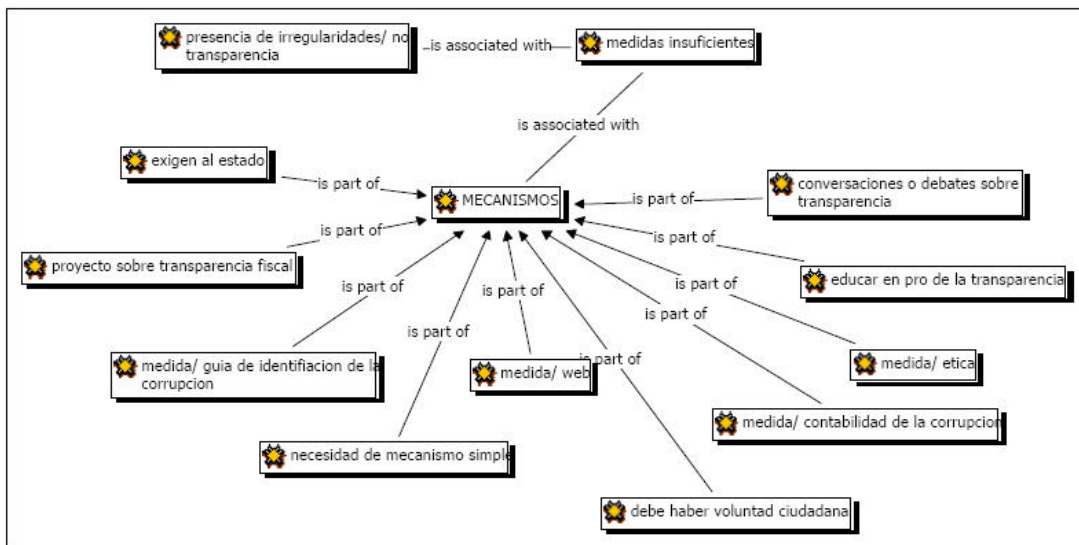 presencia de irregularidades/ no
transparencia
is associated with
medidas insuficientes
is associated with
exigen al estado
is part of
MECANISMOS
is part of
conversaciones o debates sobre
transparencia
is part of
proyecto sobre transparencia fiscal
is part of
educar en pro de la transparencia
is part of
medida/ guia de identifiacion de la
corrupcion
is part of
necesidad de mecanismo simple
is part of
medida/ web
is part of
debe haber voluntad ciudadana
is part of
medida/ contabilidad de la corrupcion
is part of
medida/ etica